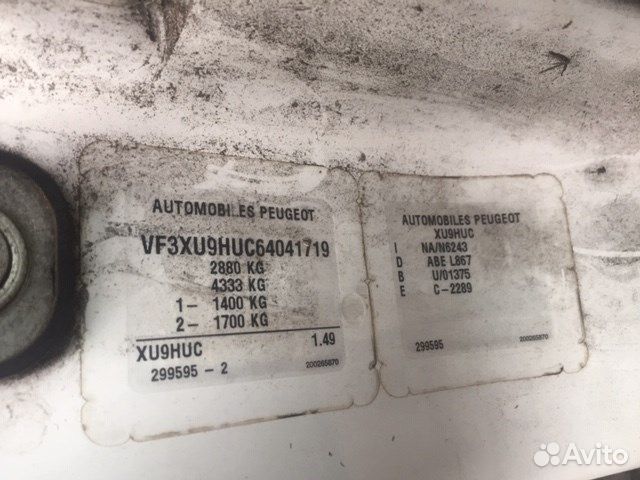 AUTOMOBILES PEUGEOT
VF3XU9HUC64041719
2880 KG
4333 KG
1- 1400 KG
2- 1700 KG
XU9HUC 1.49
299595 - 2 200265870
AUTOMOBILES PEUGEOT
XU9HUC
I NA/N6243
D ABE L867
B U/01375
E C-2289
299595 200265870
Avito